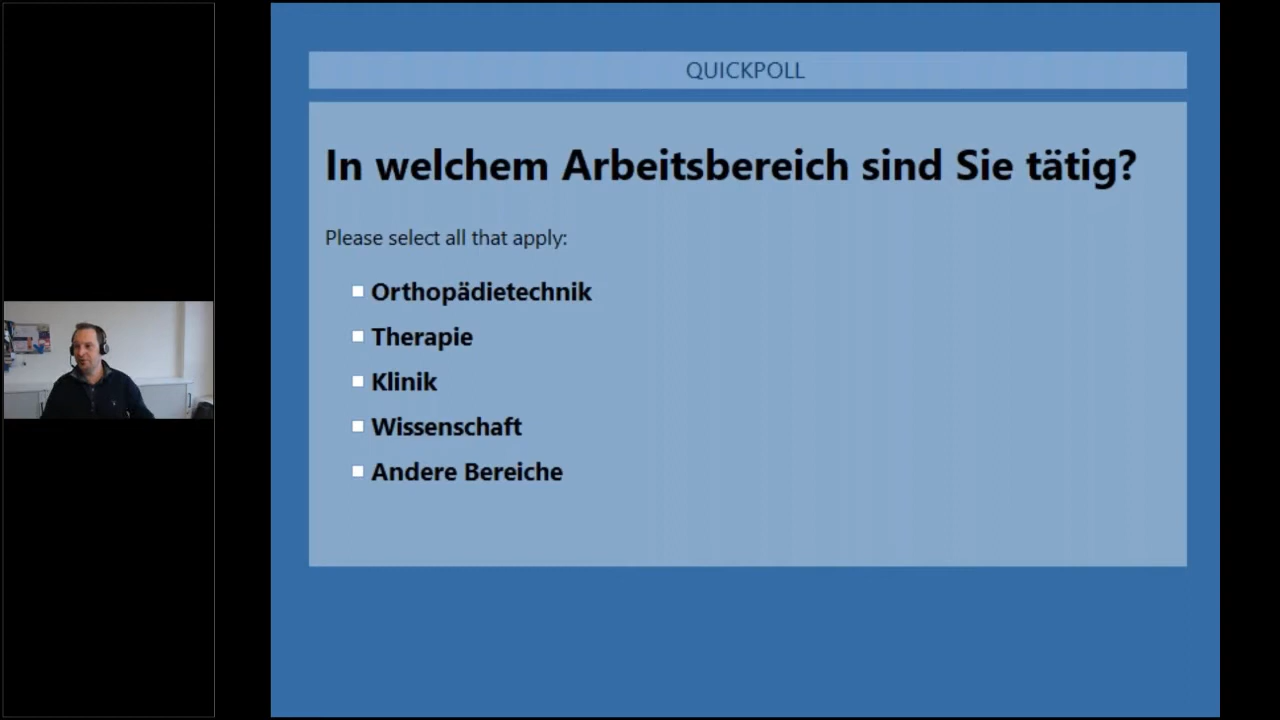 QUICKPOLL
In welchem Arbeitsbereich sind Sie tätig?
Please select all that apply:
Orthopädietechnik
Therapie
Klinik
Wissenschaft
Andere Bereiche